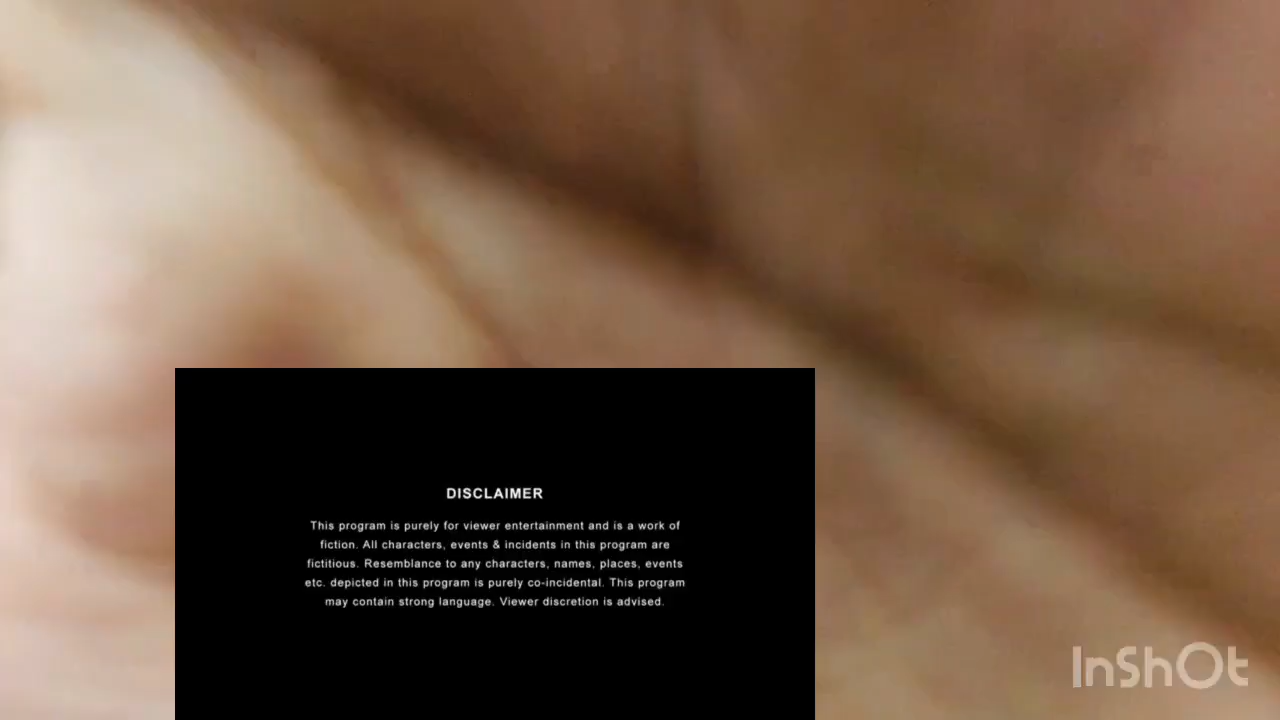 DISCLAIMER
This program is purely for viewer entertainment and is a work of
fiction. All characters, events & incidents in this program are
fictitious. Resemblance to any characters, names, places, events
etc. depicted in this program is purely co-incidental. This program
may contain strong language. Viewer discretion is advised.
InShOt